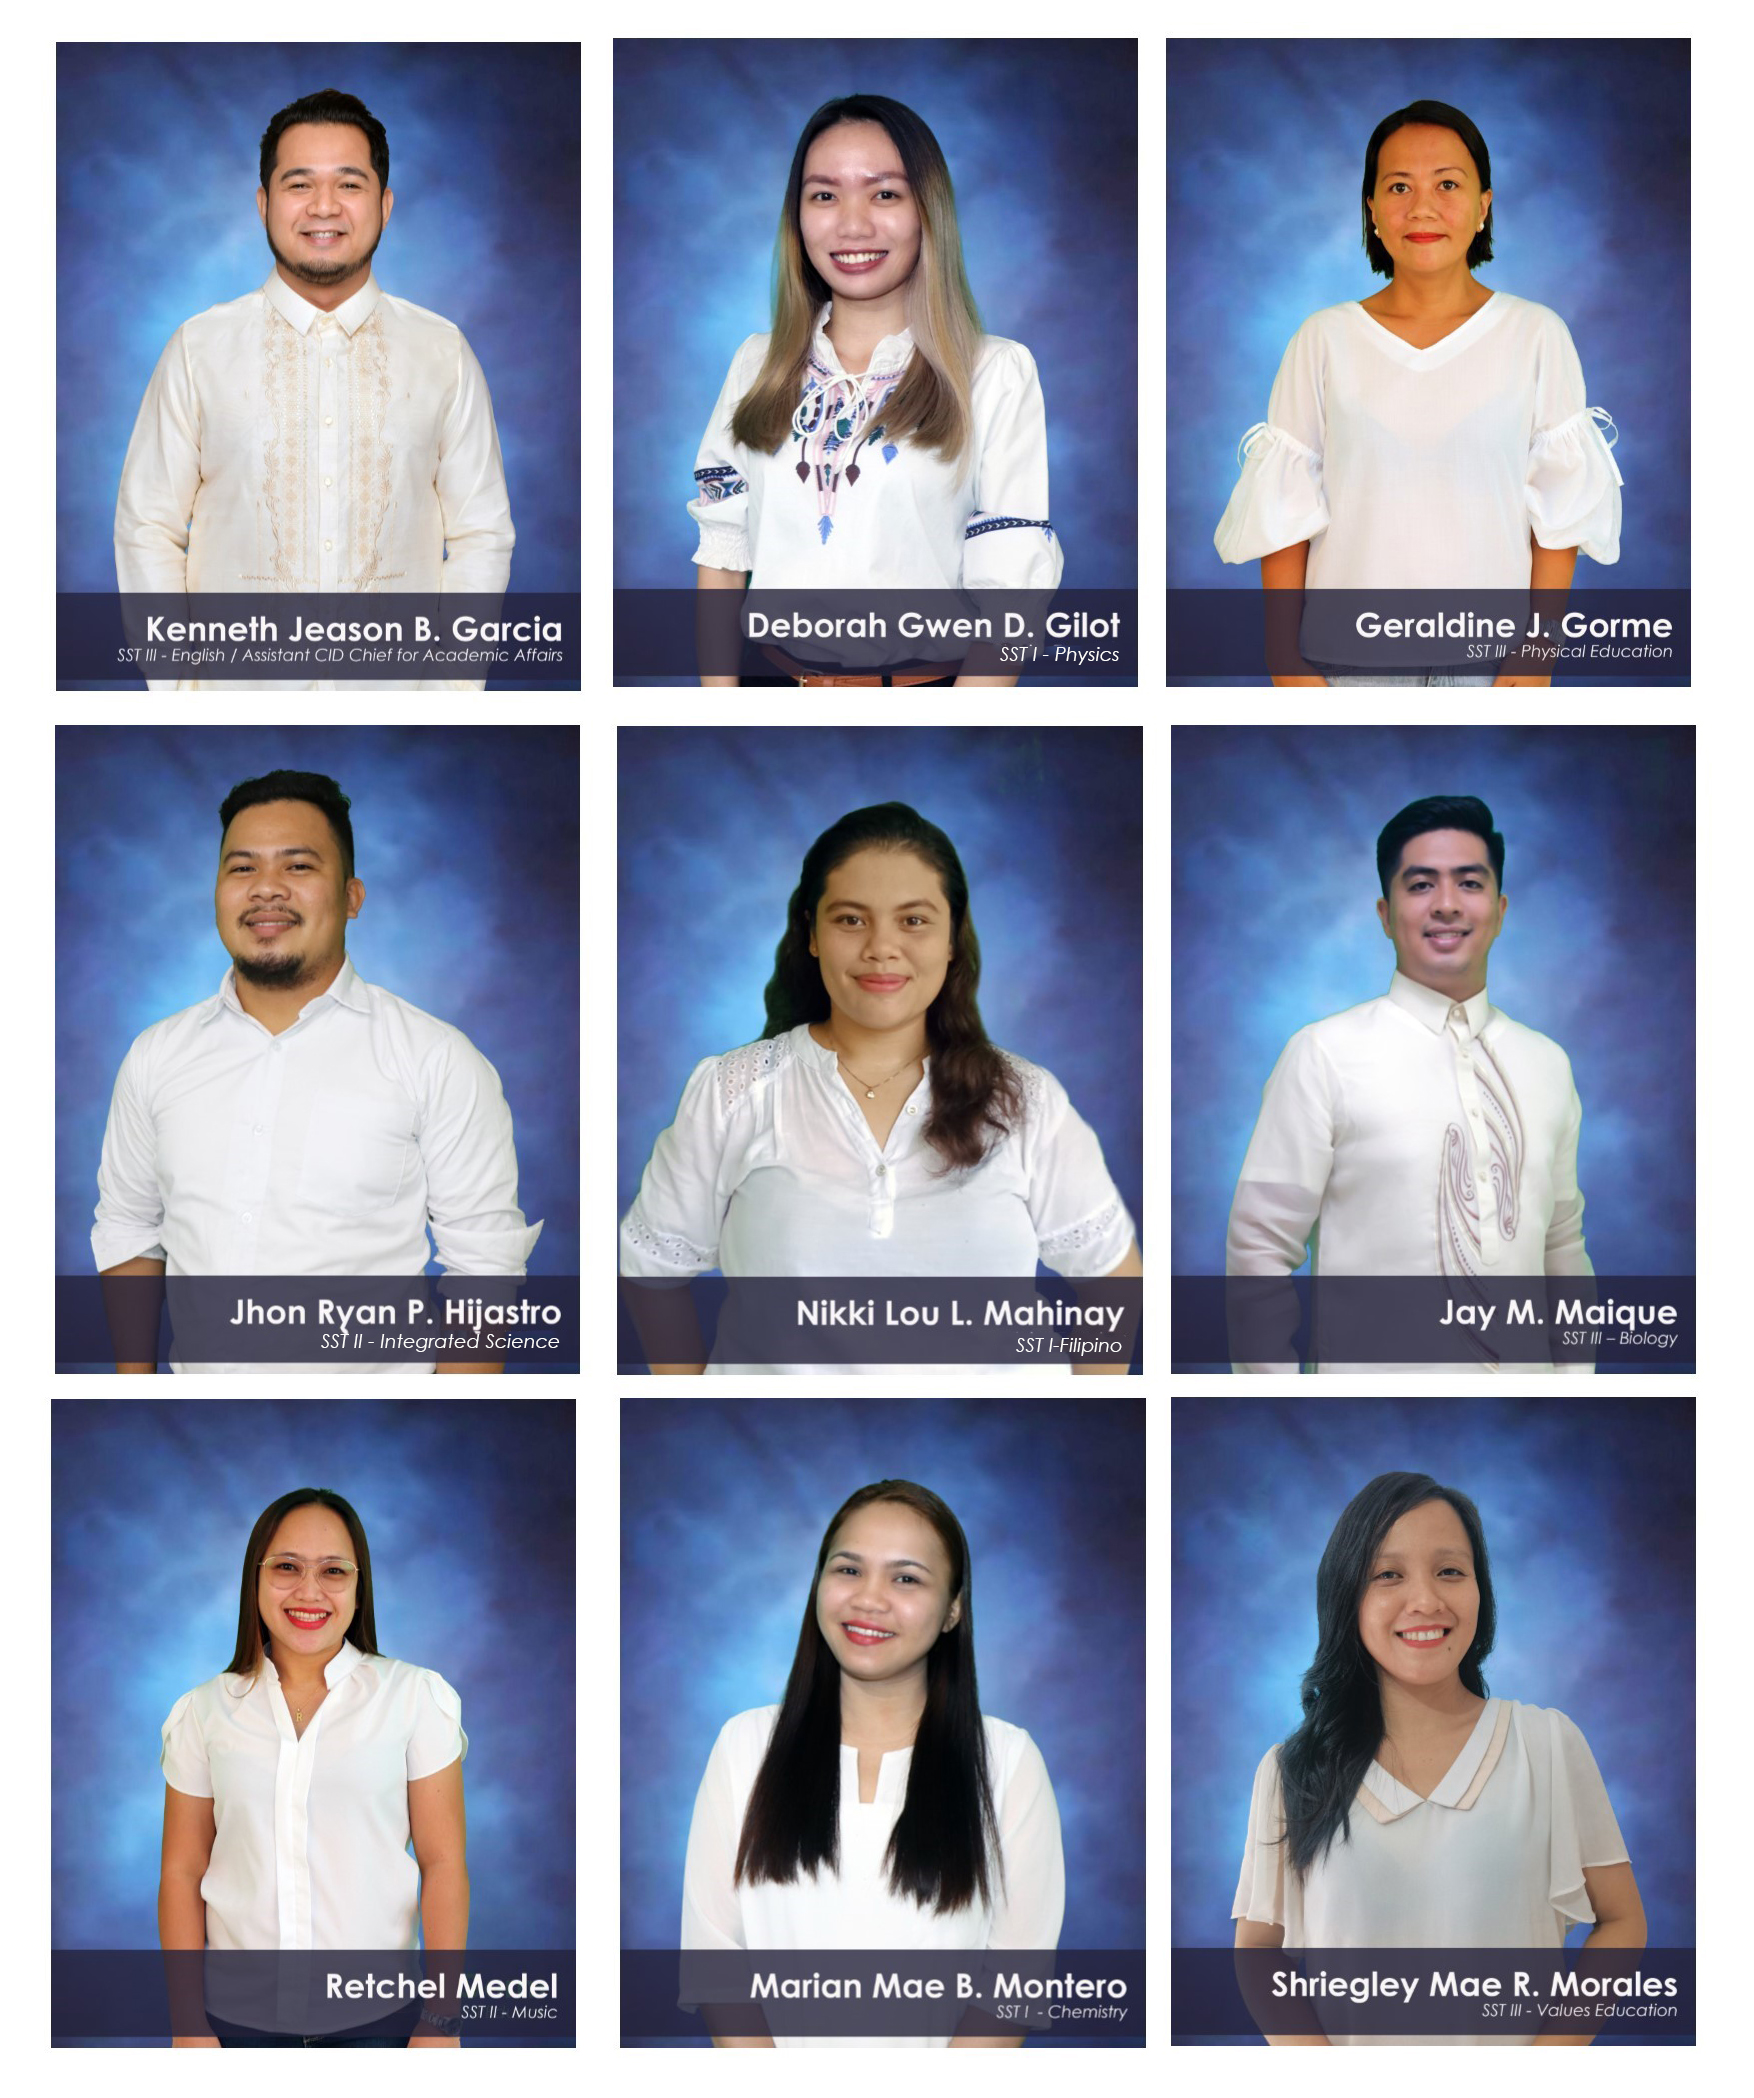 Kenneth Jeason B. Garcia
SST III - English / Assistant CID Chief for Academic Affairs
Deborah Gwen D. Gilot
SST I - Physics
Geraldine J. Gorme
SST III - Physical Education
Jhon Ryan P. Hijastro
SST II - Integrated Science
Nikki Lou L. Mahinay
SST I-Filipino
Jay M. Maique
SST III – Biology
Retchel Medel
SST II - Music
Marian Mae B. Montero
SST I - Chemistry
Shriegley Mae R. Morales
SST III - Values Education